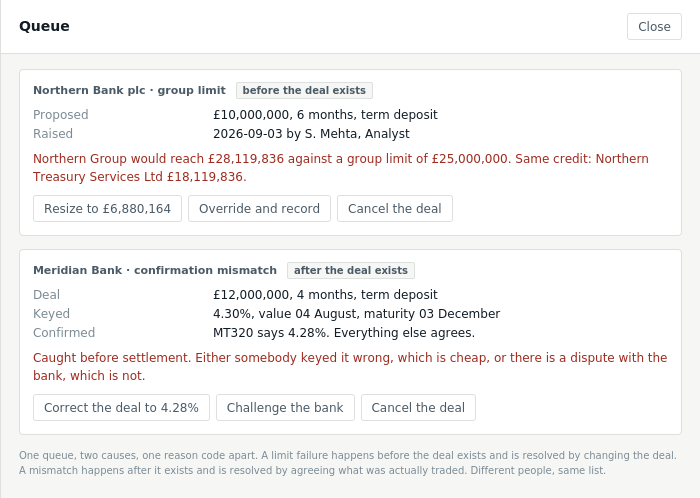 Queue
Close
Northern Bank plc · group limit
before the deal exists
Proposed £10,000,000, 6 months, term deposit
Raised 2026-09-03 by S. Mehta, Analyst
Northern Group would reach £28,119,836 against a group limit of £25,000,000. Same credit: Northern
Treasury Services Ltd £18,119,836.
Resize to £6,880,164
Override and record
Cancel the deal
Meridian Bank · confirmation mismatch
after the deal exists
Deal £12,000,000, 4 months, term deposit
Keyed 4.30%, value 04 August, maturity 03 December
Confirmed MT320 says 4.28%. Everything else agrees.
Caught before settlement. Either somebody keyed it wrong, which is cheap, or there is a dispute with the
bank, which is not.
Correct the deal to 4.28%
Challenge the bank
Cancel the deal
One queue, two causes, one reason code apart. A limit failure happens before the deal exists and is resolved by changing the deal.
A mismatch happens after it exists and is resolved by agreeing what was actually traded. Different people, same list.